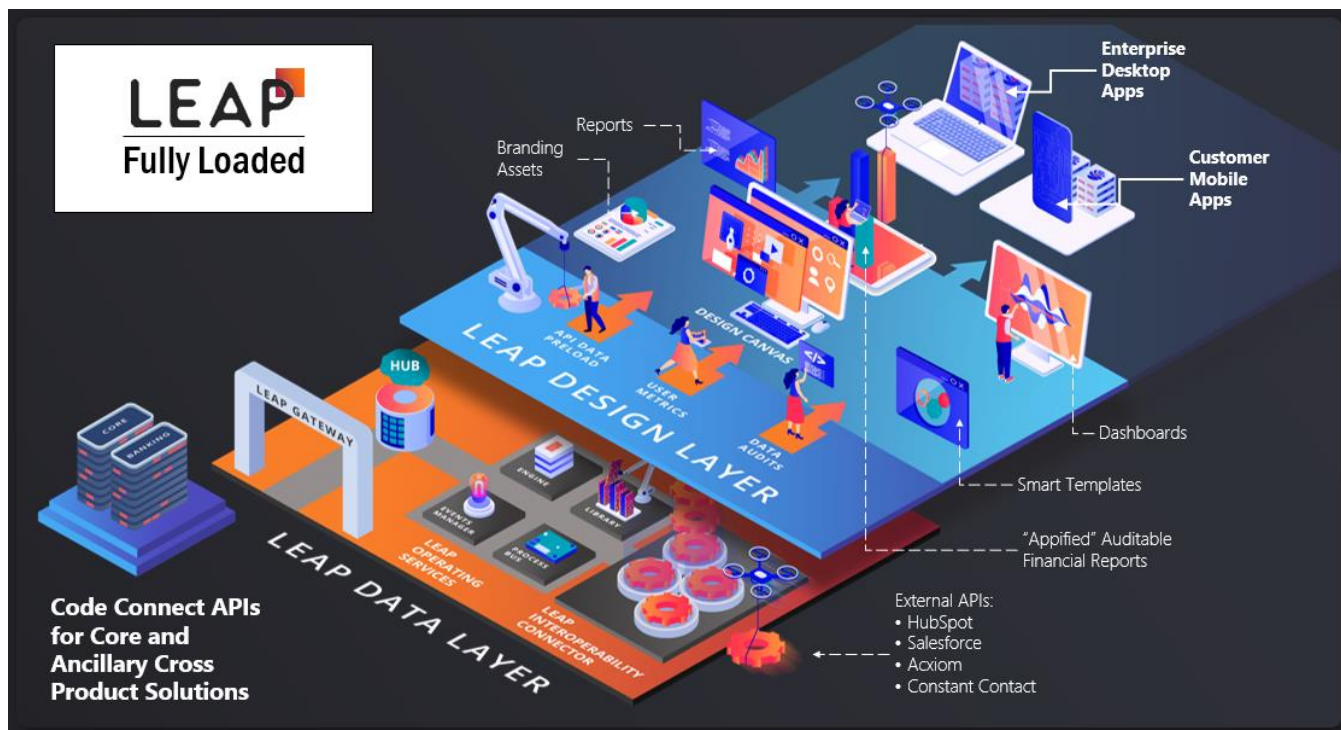 LEAP
Fully Loaded
Enterprise
Desktop
Apps
Customer
Mobile
Apps
Reports
Branding
Assets
API DATA
PRELOAD
USER
METRICS
DATA
AUDITS
DESIGN CANVAS
</>
LEAP DESIGN LAYER
Dashboards
Smart Templates
"Appified" Auditable
Financial Reports
HUB
LEAP GATEWAY
CORE
BANKING
ENGINE
LIBRARY
EVENTS
MANAGER
PROCESS
BUS
LEAP
OPERATING
SERVICES
LEAP
INTEROPERABILITY
CONNECTOR
LEAP DATA LAYER
Code Connect APIs
for Core and
Ancillary Cross
Product Solutions
External APIs:
• HubSpot
• Salesforce
• Acxiom
• Constant Contact